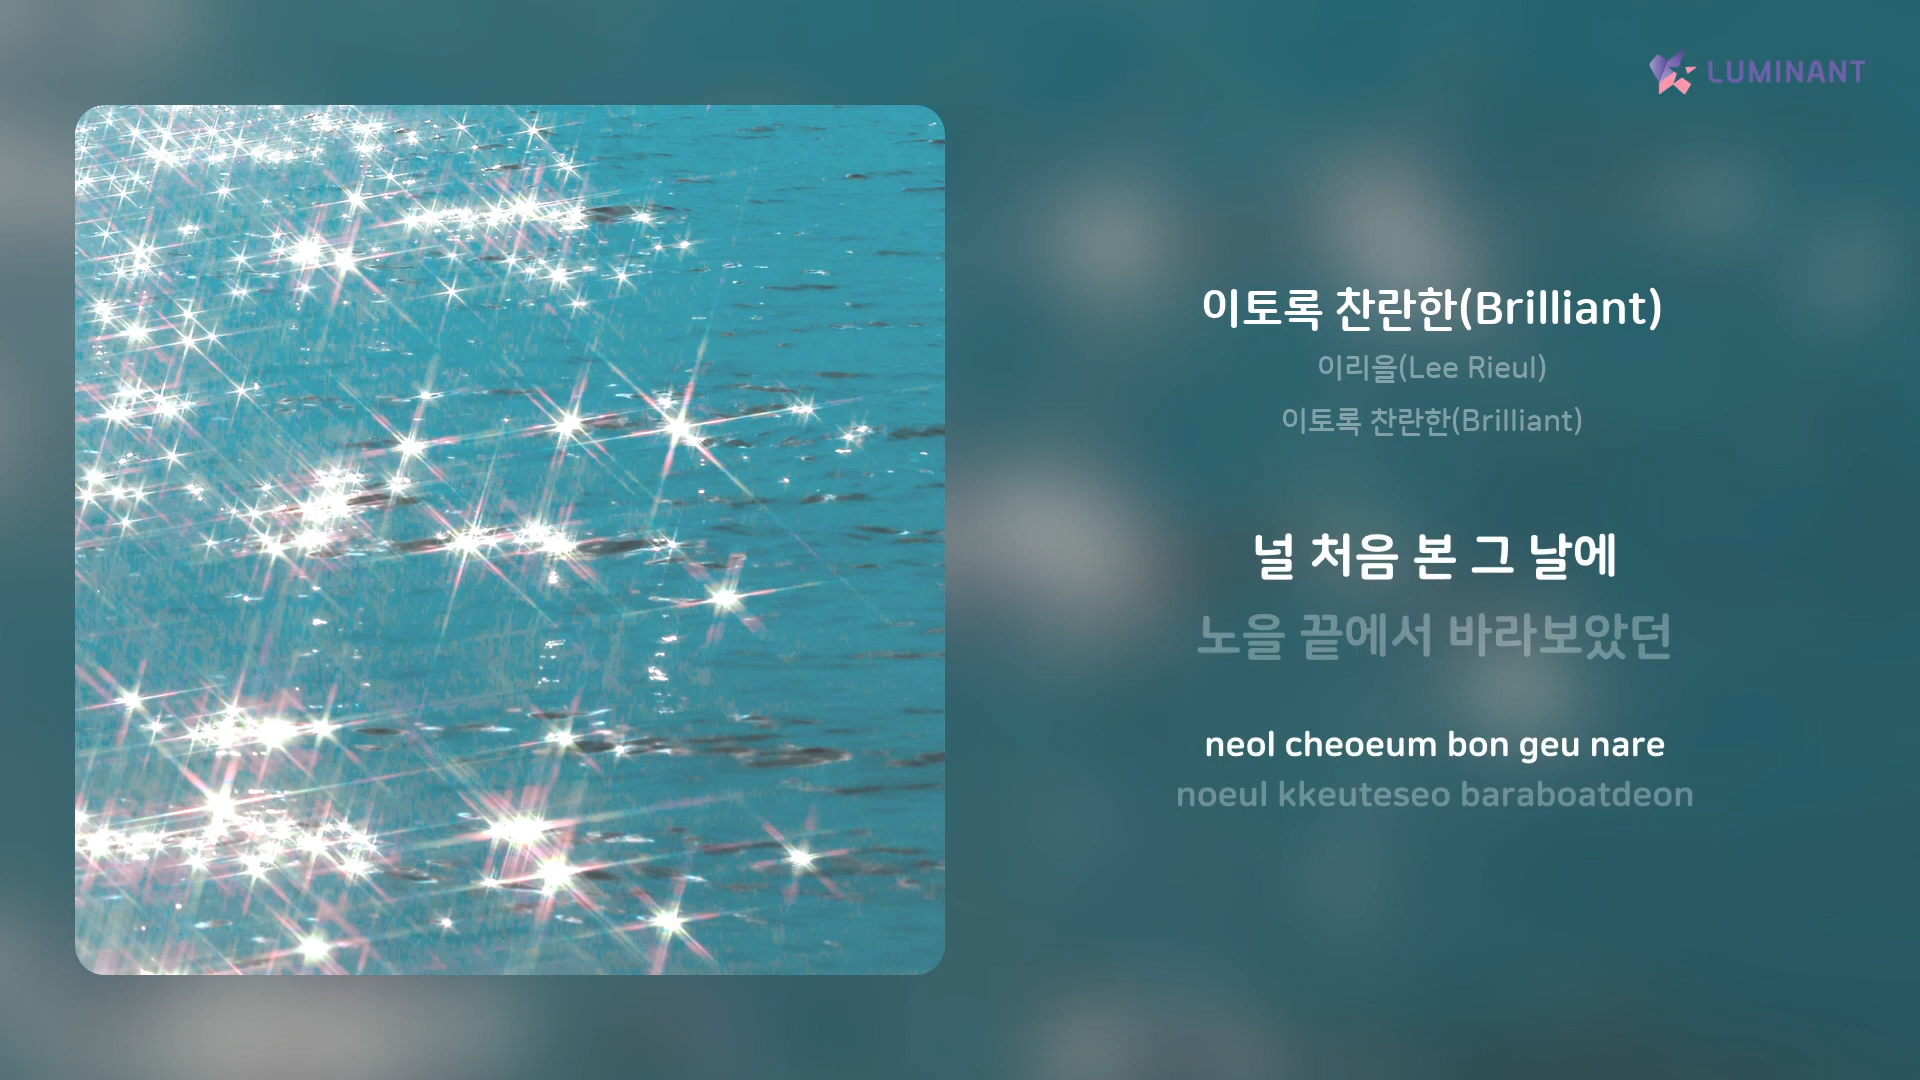 LUMINANT
이토록 찬란한(Brilliant)
이리을(Lee Rieul)
이토록 찬란한(Brilliant)
널 처음 본 그 날에
노을 끝에서 바라보았던
neol cheoeum bon geu nare
noeul kkeuteseo baraboatdeon